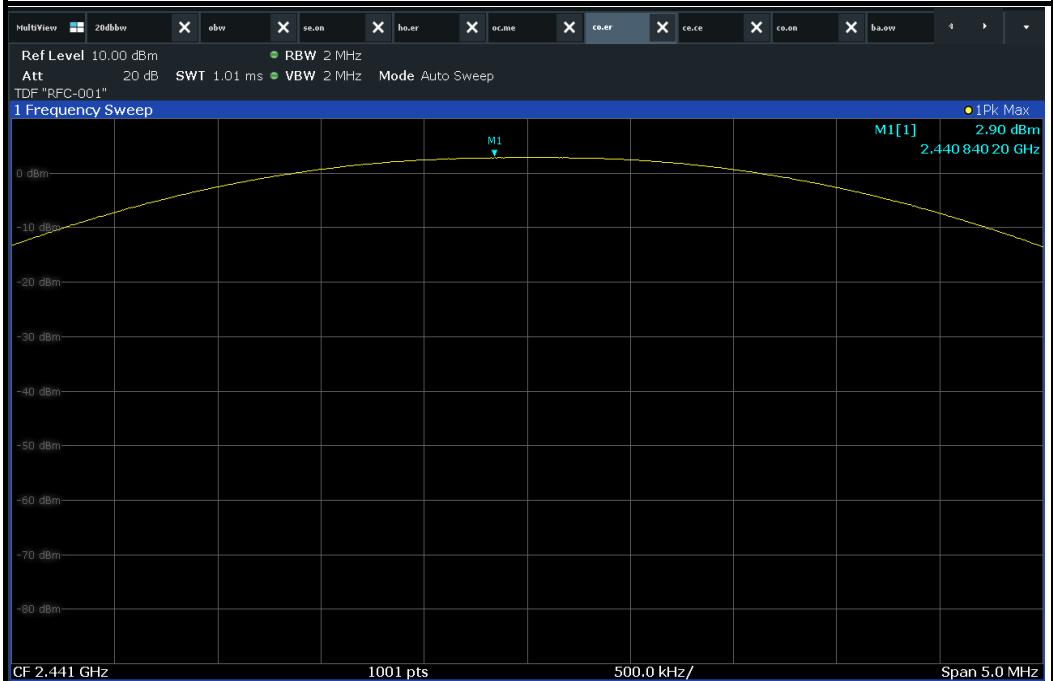 MultiView 20dbbw obw se.on ho.er oc.me co.er ce.ce co.on ba.ow
Ref Level 10.00 dBm RBW 2 MHz
Att 20 dB SWT 1.01 ms VBW 2 MHz Mode Auto Sweep
TDF "RFC-001"
1 Frequency Sweep 1Pk Max
M1[1] 2.90 dBm
2.440 840 20 GHz
M1
0 dBm
-10 dBm
-20 dBm
-30 dBm
-40 dBm
-50 dBm
-60 dBm
-70 dBm
-80 dBm
CF 2.441 GHz 1001 pts 500.0 kHz/ Span 5.0 MHz